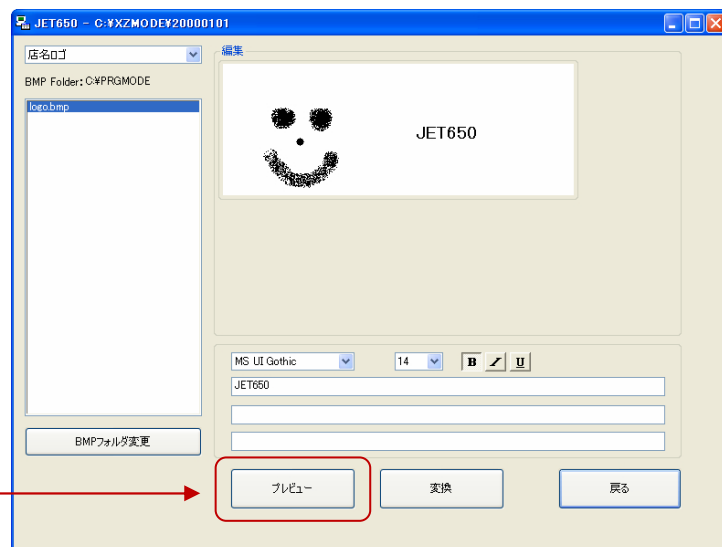 JET650 - C:¥XZMODE¥20000101
店名ロゴ
BMP Folder: C:¥PRGMODE
logo.bmp
BMPフォルダ変更
編集
JET650
MS UI Gothic
14
B I U
JET650
プレビュー
変換
戻る